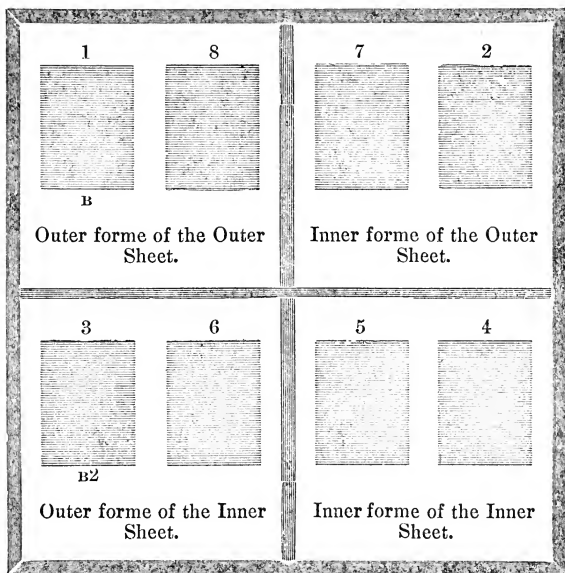 1 8
B
Outer forme of the Outer
Sheet.
7 2
Inner forme of the Outer
Sheet.
3 6
B2
Outer forme of the Inner
Sheet.
5 4
Inner forme of the Inner
Sheet.